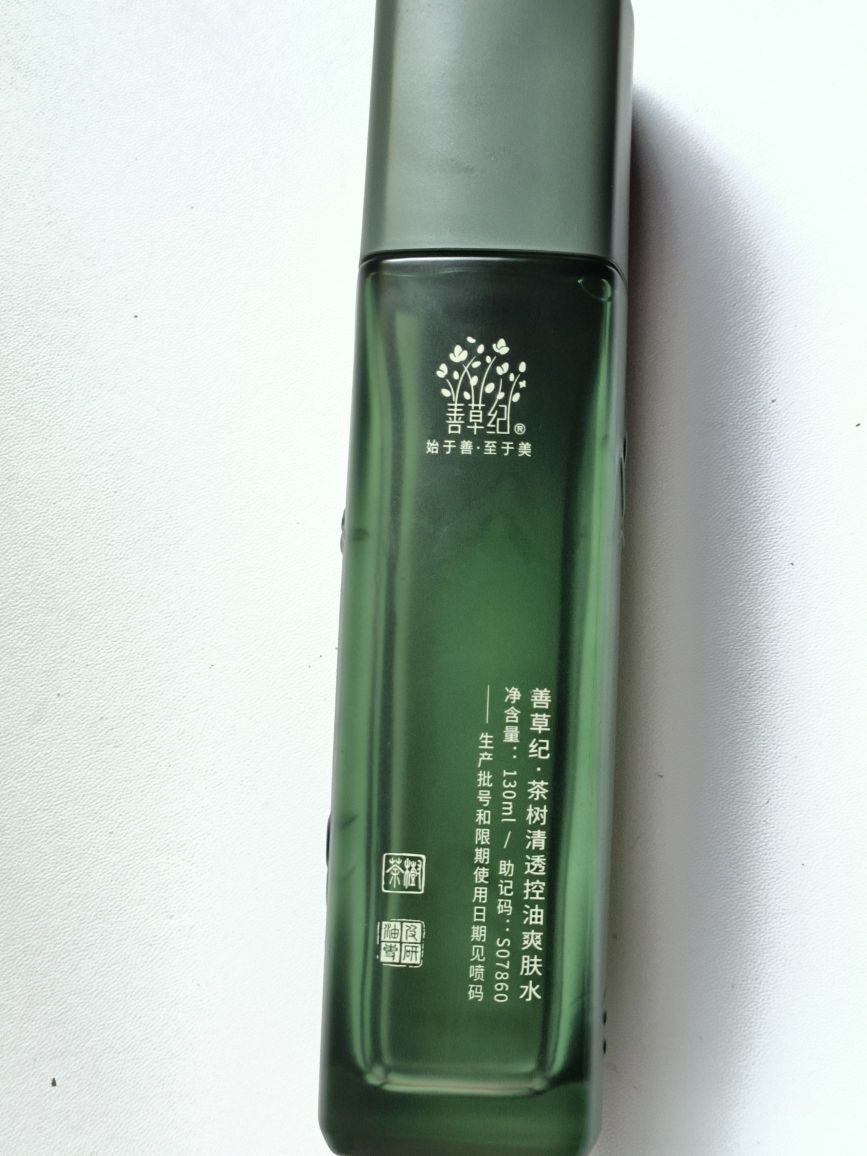 善草纪®
始于善·至于美
善草纪·茶树清透控油爽肤水
净含量：130ml / 助记码：S07860
——生产批号和限期使用日期见喷码
茶樹